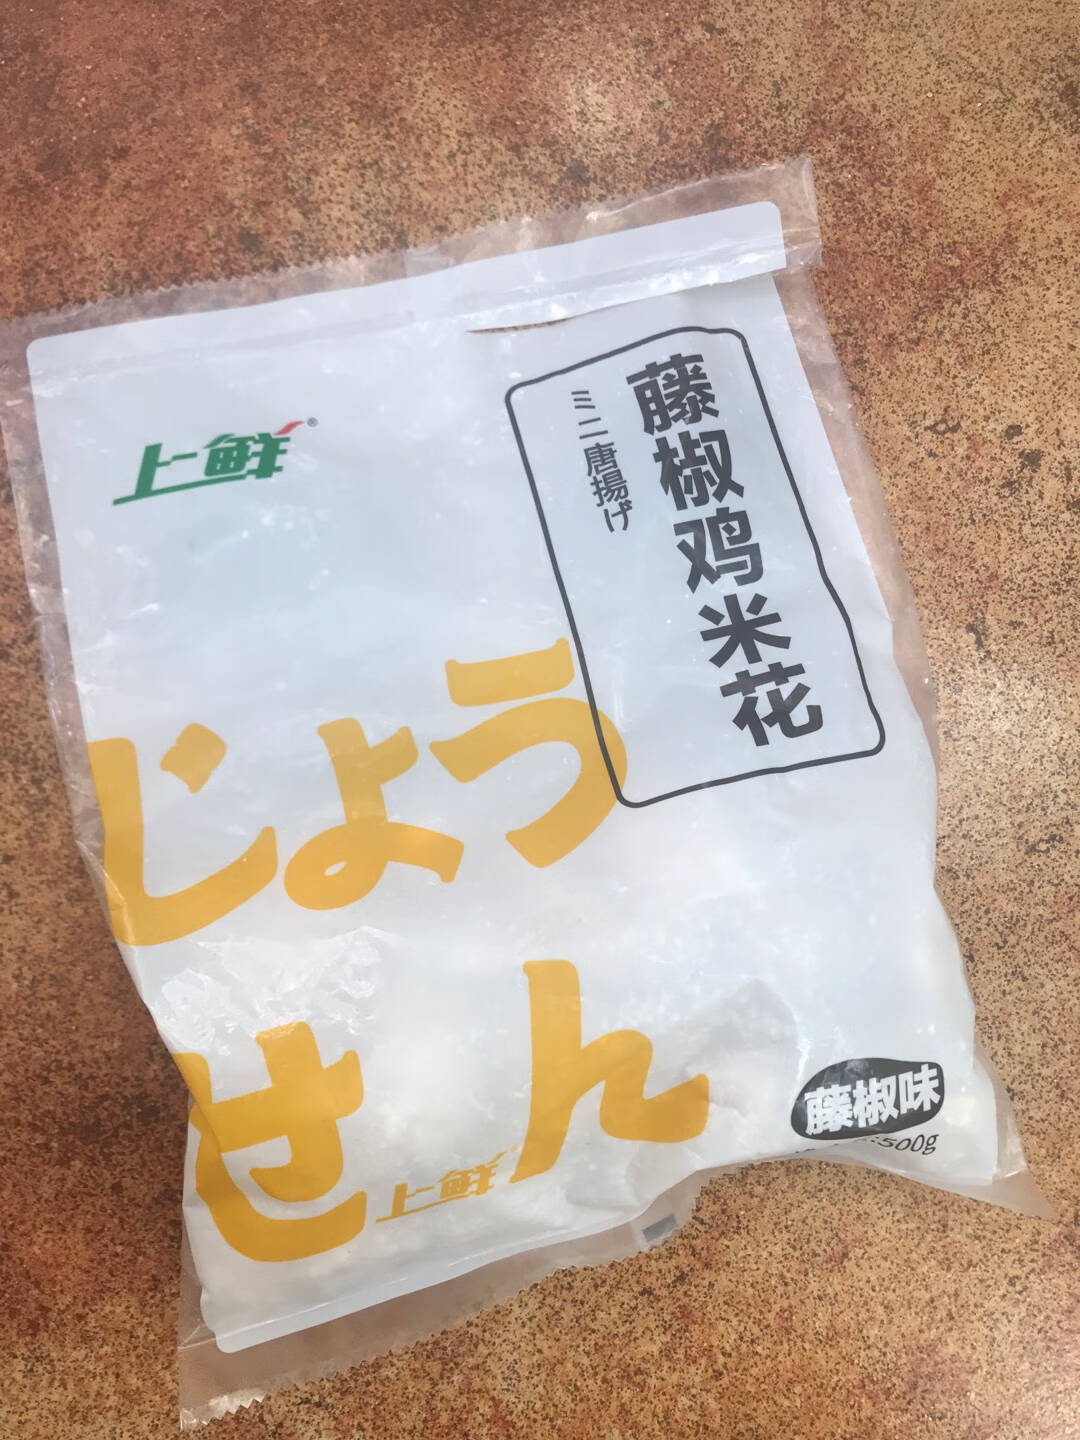 上鲜®
藤椒鸡米花
ミニ唐揚げ
じょう
せん
上鲜
藤椒味
500g